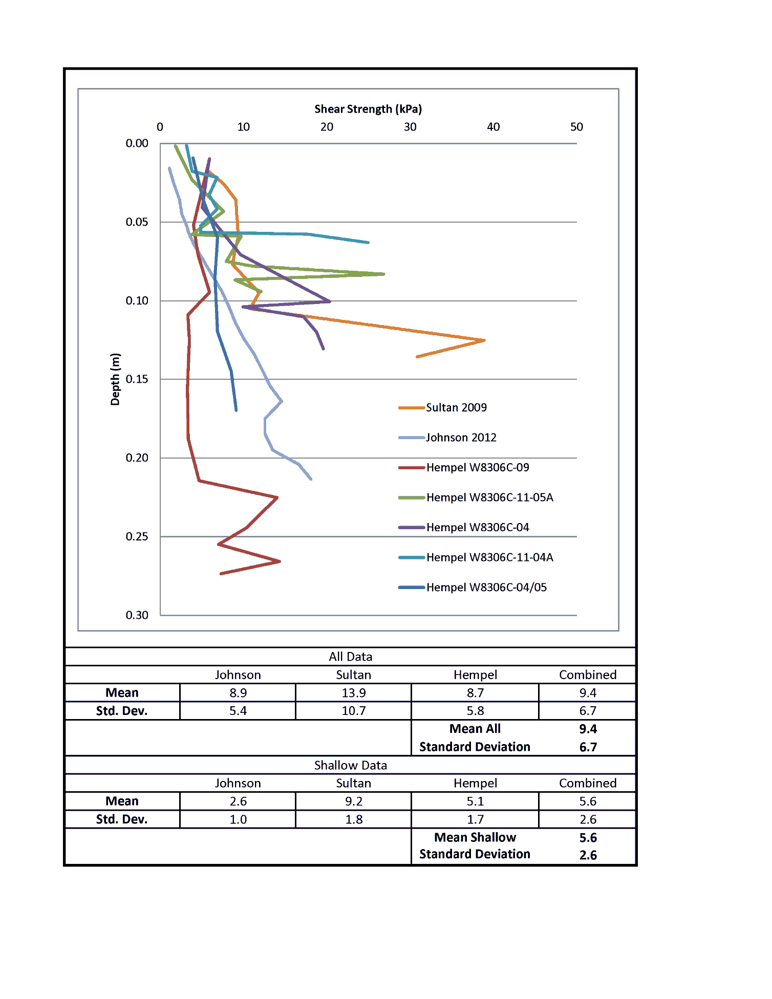 Shear Strength (kPa)
0 10 20 30 40 50
0.00
0.05
0.10
0.15
0.20
0.25
0.30
Depth (m)
Sultan 2009
Johnson 2012
Hempel W8306C-09
Hempel W8306C-11-05A
Hempel W8306C-04
Hempel W8306C-11-04A
Hempel W8306C-04/05
All Data
Johnson Sultan Hempel Combined
Mean 8.9 13.9 8.7 9.4
Std. Dev. 5.4 10.7 5.8 6.7
Mean All 9.4
Standard Deviation 6.7
Shallow Data
Johnson Sultan Hempel Combined
Mean 2.6 9.2 5.1 5.6
Std. Dev. 1.0 1.8 1.7 2.6
Mean Shallow 5.6
Standard Deviation 2.6